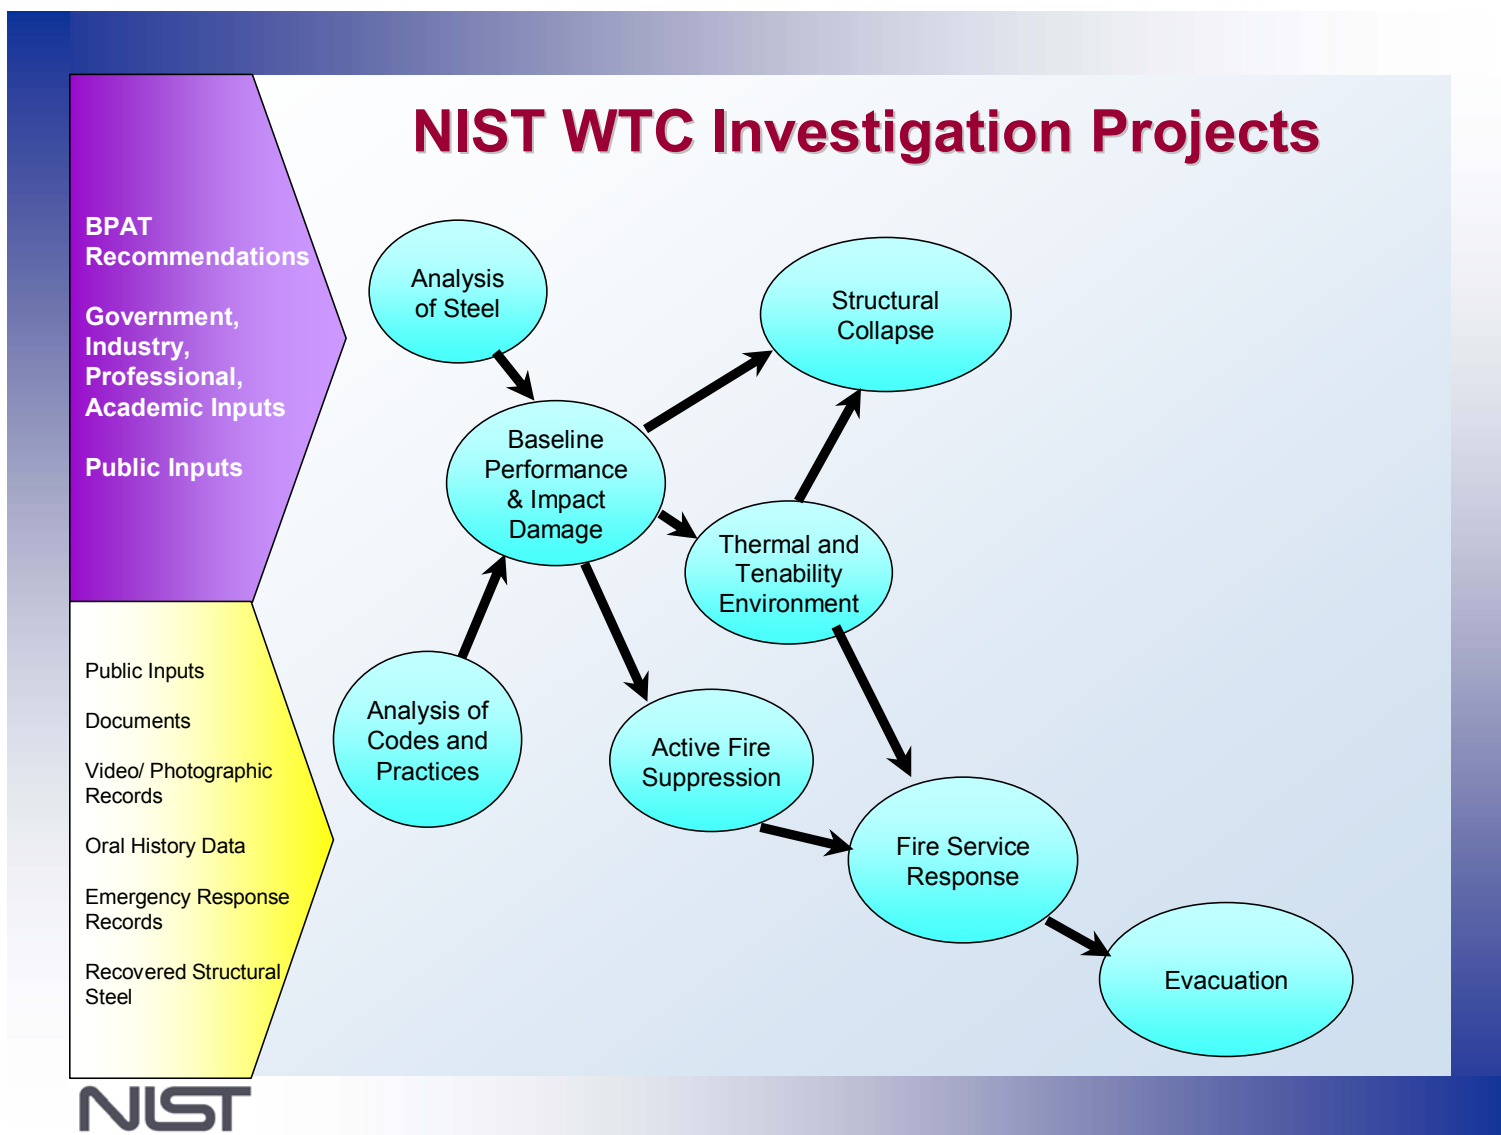 NIST WTC Investigation Projects
BPAT
Recommendations
Government,
Industry,
Professional,
Academic Inputs
Public Inputs
Public Inputs
Documents
Video/ Photographic
Records
Oral History Data
Emergency Response
Records
Recovered Structural
Steel
Analysis
of Steel
Structural
Collapse
Baseline
Performance
& Impact
Damage
Thermal and
Tenability
Environment
Analysis of
Codes and
Practices
Active Fire
Suppression
Fire Service
Response
Evacuation
NIST